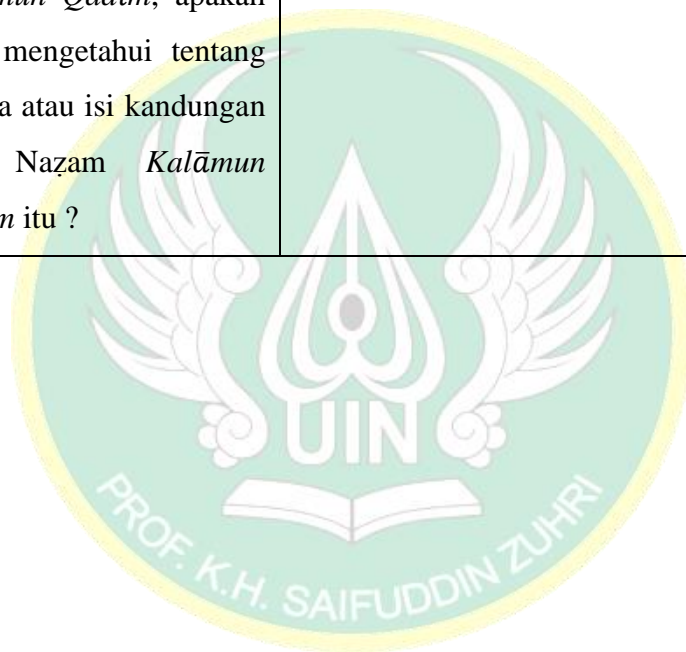 mengetahui tentang
a atau isi kandungan
Naẓam Kalāmun
itu ?
UIN
PROF. K.H. SAIFUDDIN ZUHRI